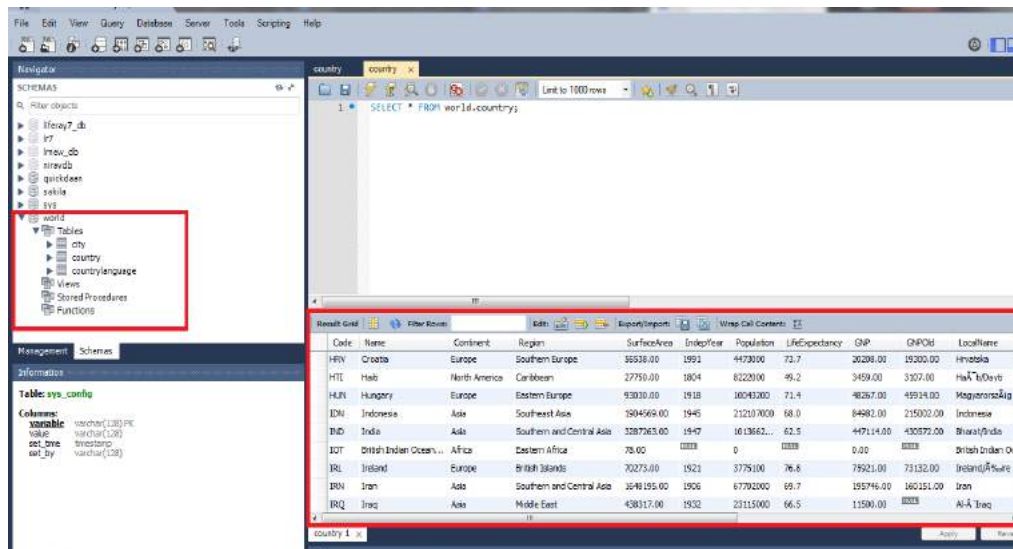 File Edit View Query Database Server Tools Scripting Help
Navigator
SCHEMAS
Filter objects
liferay7_db
lr7
niravdb
sakila
sys
world
Tables
city
country
countrylanguage
Views
Stored Procedures
Functions
Management Schemas
Information
Table: sys_config
Columns:
variable varchar(128) PK
value varchar(128)
set_time timestamp
set_by varchar(128)
country country
Limit to 1000 rows
1 SELECT * FROM world.country;
Result Grid Filter Rows: Edit: Export/Import: Wrap Cell Content:
Code Name Continent Region SurfaceArea IndepYear Population LifeExpectancy GNP GNPOld LocalName
HRV Croatia Europe Southern Europe 56538.00 1991 4473000 73.7 20208.00 19300.00 Hrvatska
HTI Haiti North America Caribbean 27750.00 1804 8222000 49.2 3459.00 3107.00
HUN Hungary Europe Eastern Europe 93030.00 1918 10043200 71.4 48267.00 45914.00
IDN Indonesia Asia Southeast Asia 1904569.00 1945 212107000 68.0 84982.00 215002.00 Indonesia
IND India Asia Southern and Central Asia 3287263.00 1947 1013662... 62.5 447114.00 430572.00 Bharat/India
IOT British Indian Ocean... Africa Eastern Africa 78.00 NULL 0 NULL 0.00 NULL British Indian
IRL Ireland Europe British Islands 70273.00 1921 3775100 76.8 75921.00 73132.00
IRN Iran Asia Southern and Central Asia 1648195.00 1906 67702000 69.7 195746.00 160151.00 Iran
IRQ Iraq Asia Middle East 438317.00 1932 23115000 66.5 11500.00 NULL
country 1 Apply